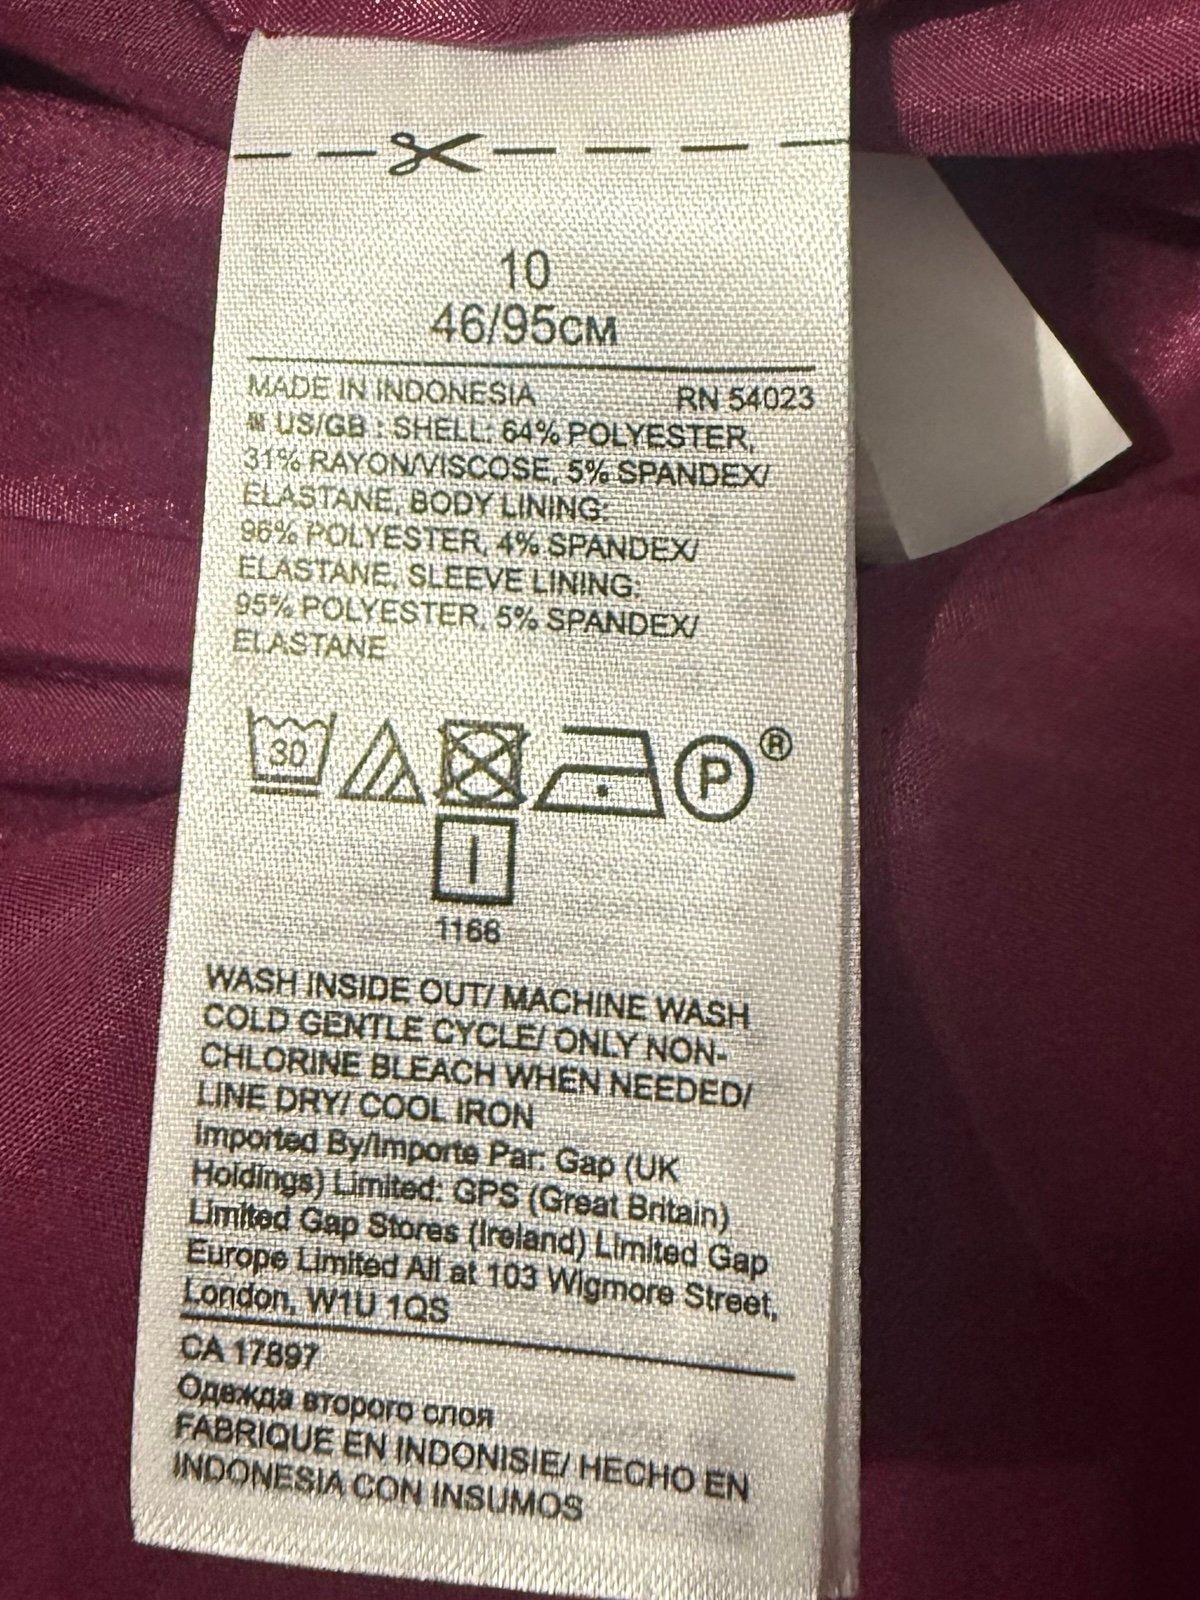 10
46/95CM
MADE IN INDONESIA RN 54023
US/GB : SHELL: 64% POLYESTER,
31% RAYON/VISCOSE, 5% SPANDEX/
ELASTANE, BODY LINING:
96% POLYESTER, 4% SPANDEX/
ELASTANE, SLEEVE LINING:
95% POLYESTER, 5% SPANDEX/
ELASTANE
30 P ®
I
1166
WASH INSIDE OUT/ MACHINE WASH
COLD GENTLE CYCLE/ ONLY NON-
CHLORINE BLEACH WHEN NEEDED/
LINE DRY/ COOL IRON
Imported By/Importe Par: Gap (UK
Holdings) Limited: GPS (Great Britain)
Limited Gap Stores (Ireland) Limited Gap
Europe Limited All at 103 Wigmore Street,
London, W1U 1QS
CA 17897
Одежда второго слоя
FABRIQUE EN INDONISIE/ HECHO EN
INDONESIA CON INSUMOS